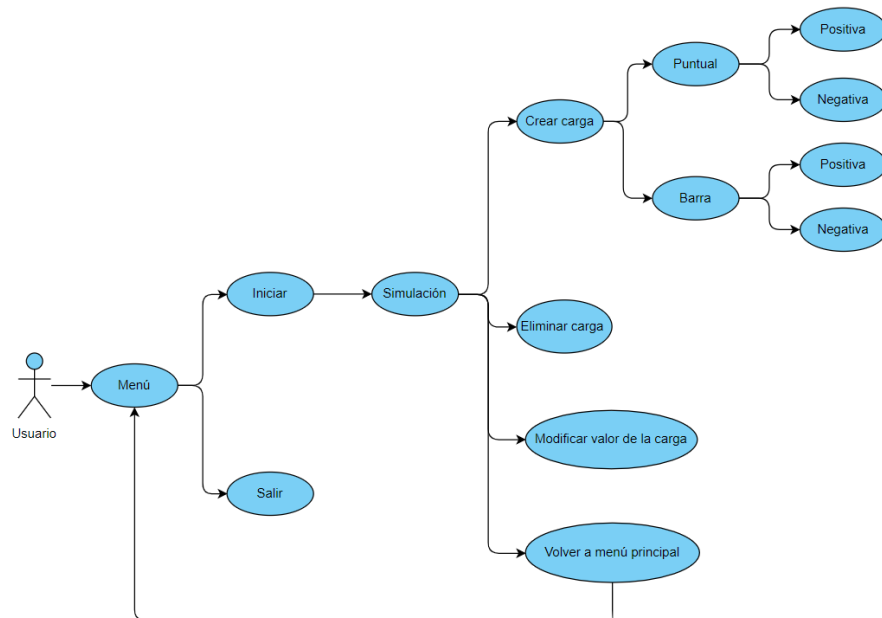 Positiva
Puntual
Negativa
Crear carga
Positiva
Barra
Negativa
Iniciar
Simulación
Eliminar carga
Menú
Usuario
Modificar valor de la carga
Salir
Volver a menú principal